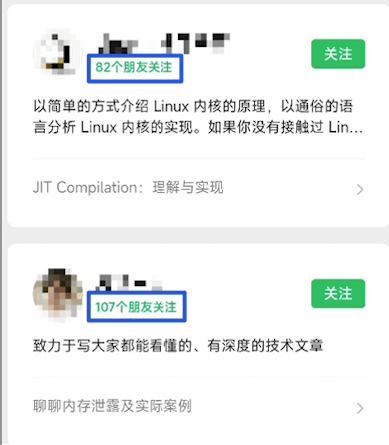 关注
82个朋友关注
以简单的方式介绍 Linux 内核的原理，以通俗的语
言分析 Linux 内核的实现。如果你没有接触过 Lin...
JIT Compilation：理解与实现
关注
107个朋友关注
致力于写大家都能看懂的、有深度的技术文章
聊聊内存泄露及实际案例